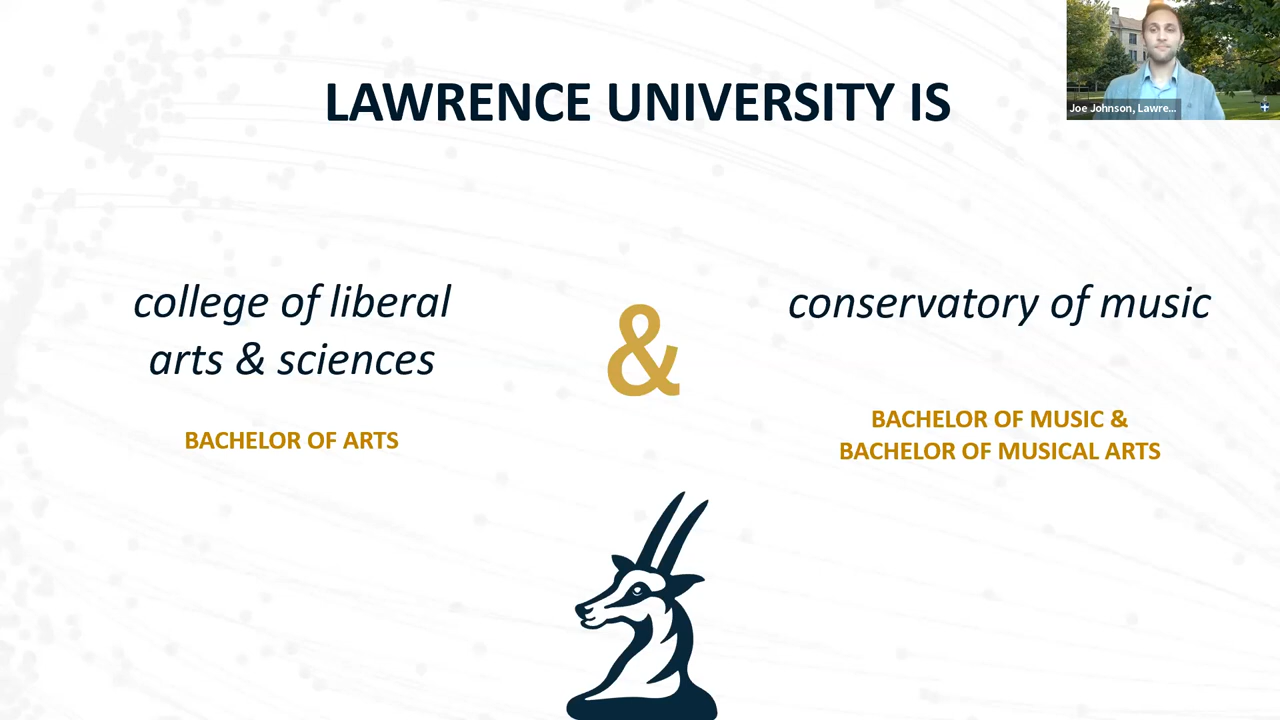 LAWRENCE UNIVERSITY IS
Joe Johnson, Lawre...
college of liberal
arts & sciences
BACHELOR OF ARTS
&
conservatory of music
BACHELOR OF MUSIC &
BACHELOR OF MUSICAL ARTS